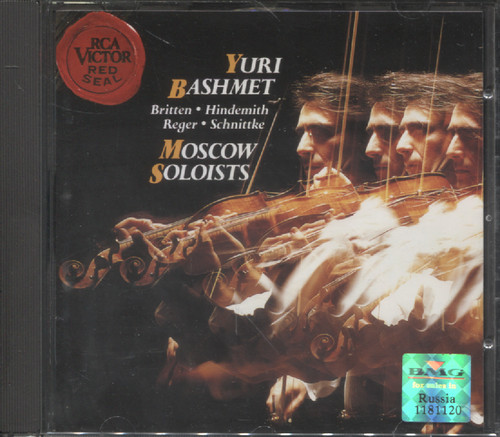 RCA
VICTOR
RED
SEAL
YURI
BASHMET
Britten • Hindemith
Reger • Schnittke
MOSCOW
SOLOISTS
BMG
for sales in
Russia
1181120